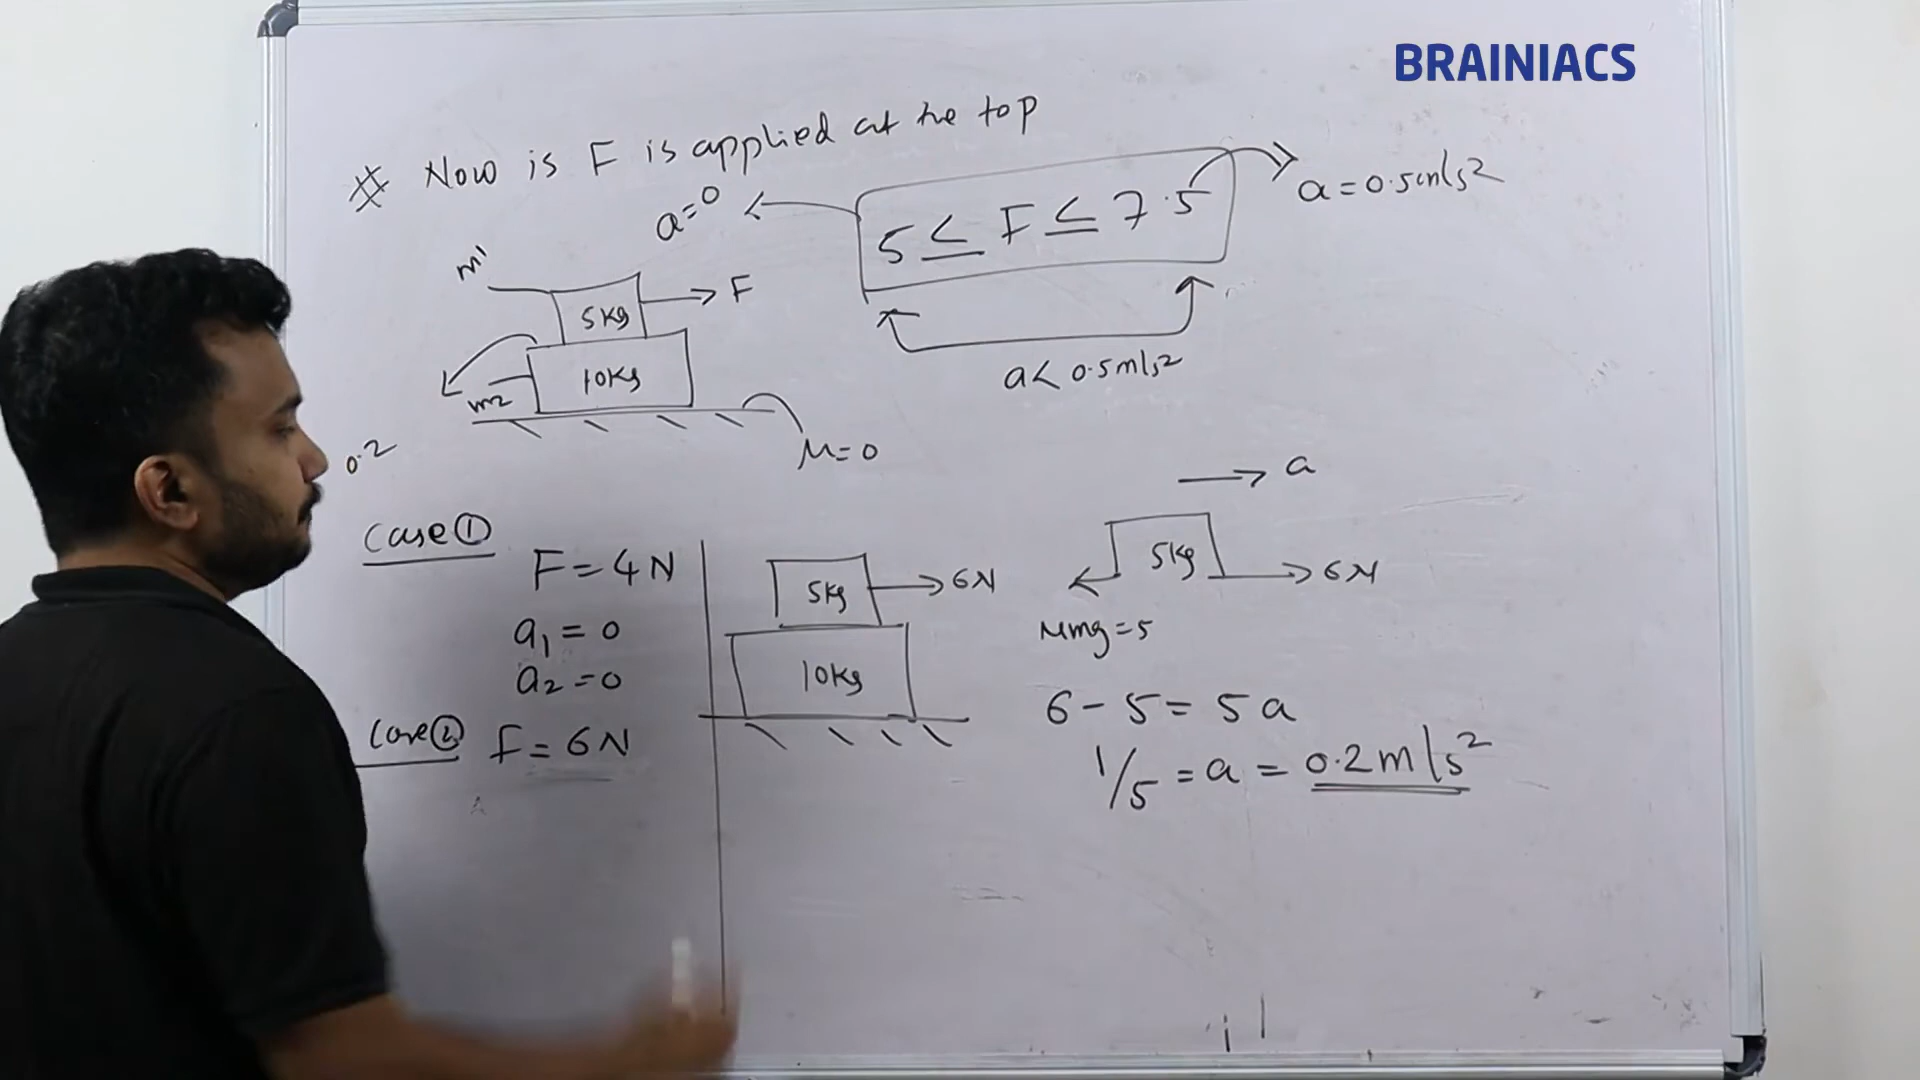 BRAINIACS
# Now is F is applied at the top
a=0
5 ≤ F ≤ 7.5
a=0.5m/s²
a< 0.5m/s²
m1
5Kg
F
m2
10Kg
μ=0
0.2
Case ①
F=4N
a₁ = 0
a₂ =0
Case②
F = 6N
5Kg
6N
10Kg
a
5Kg
6N
μmg=5
6-5= 5a
1/5 = a = 0.2m/s²